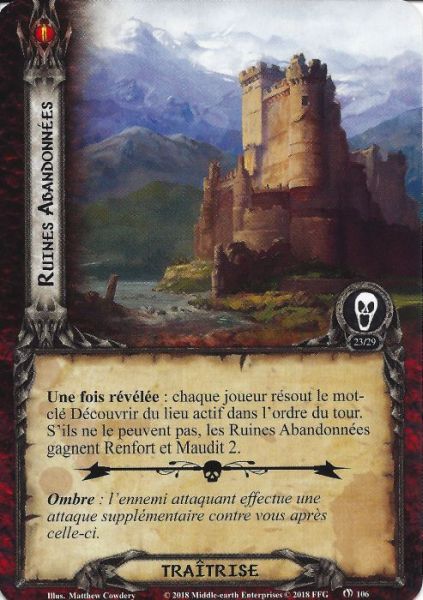 RUINES ABANDONNÉES
23/29
Une fois révélée : chaque joueur résout le mot-
clé Découvrir du lieu actif dans l'ordre du tour.
S'ils ne le peuvent pas, les Ruines Abandonnées
gagnent Renfort et Maudit 2.
Ombre : l'ennemi attaquant effectue une
attaque supplémentaire contre vous après
celle-ci.
TRAÎTRISE
Illus. Matthew Cowdery © 2018 Middle-earth Enterprises © 2018 FFG 106